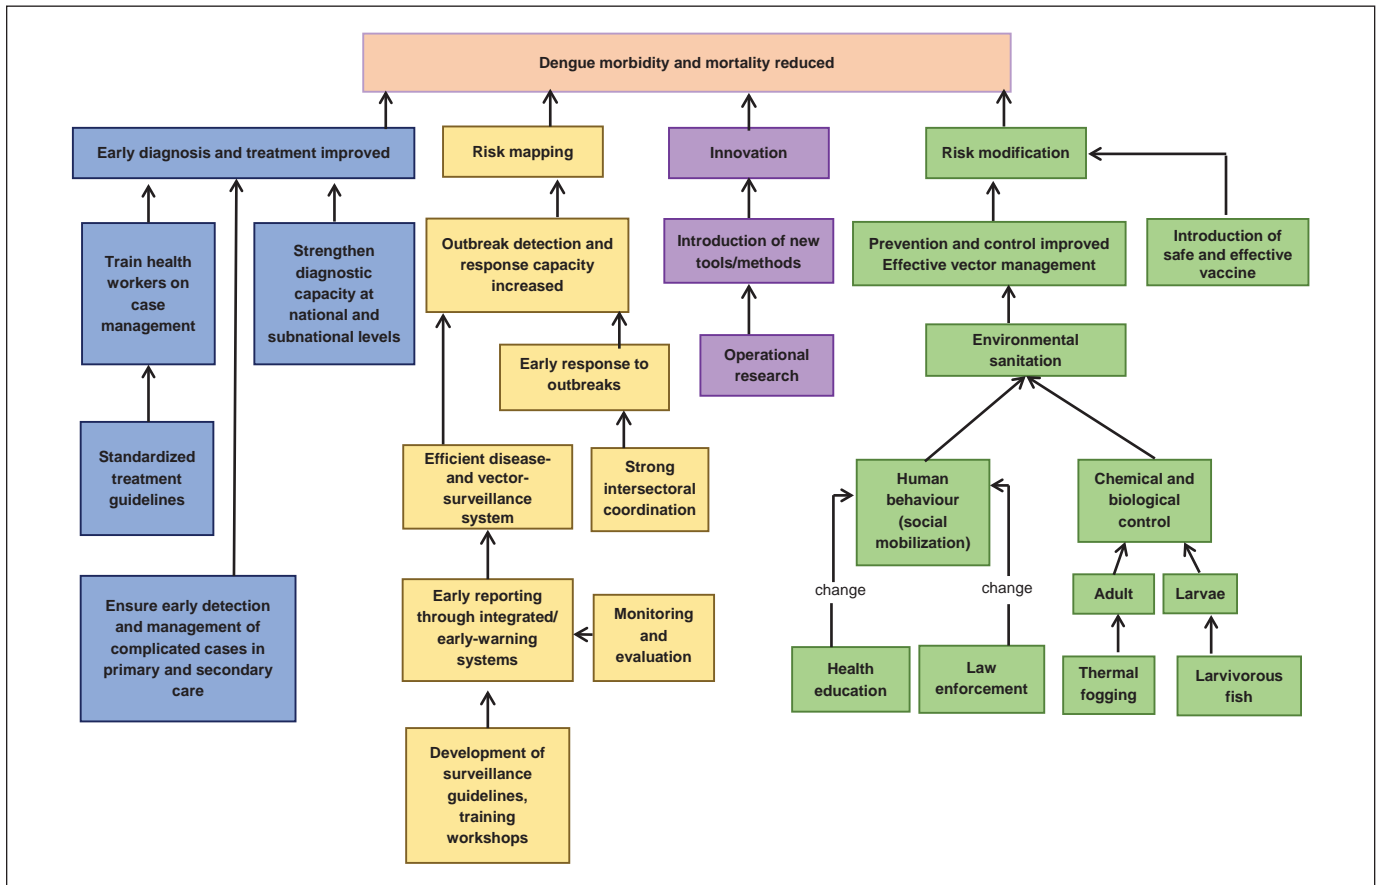 Dengue morbidity and mortality reduced
Early diagnosis and treatment improved
Risk mapping
Innovation
Risk modification
Train health
workers on
case
management
Strengthen
diagnostic
capacity at
national and
subnational levels
Outbreak detection and
response capacity
increased
Introduction of new
tools/methods
Prevention and control improved
Effective vector management
Introduction of
safe and effective
vaccine
Early response to
outbreaks
Operational
research
Environmental
sanitation
Standardized
treatment
guidelines
Efficient disease-
and vector-
surveillance
system
Strong
intersectoral
coordination
Human
behaviour
(social
mobilization)
Chemical and
biological
control
change
change
Adult
Larvae
Ensure early detection
and management of
complicated cases in
primary and secondary
care
Early reporting
through integrated/
early-warning
systems
Monitoring
and
evaluation
Health
education
Law
enforcement
Thermal
fogging
Larvivorous
fish
Development of
surveillance
guidelines,
training
workshops